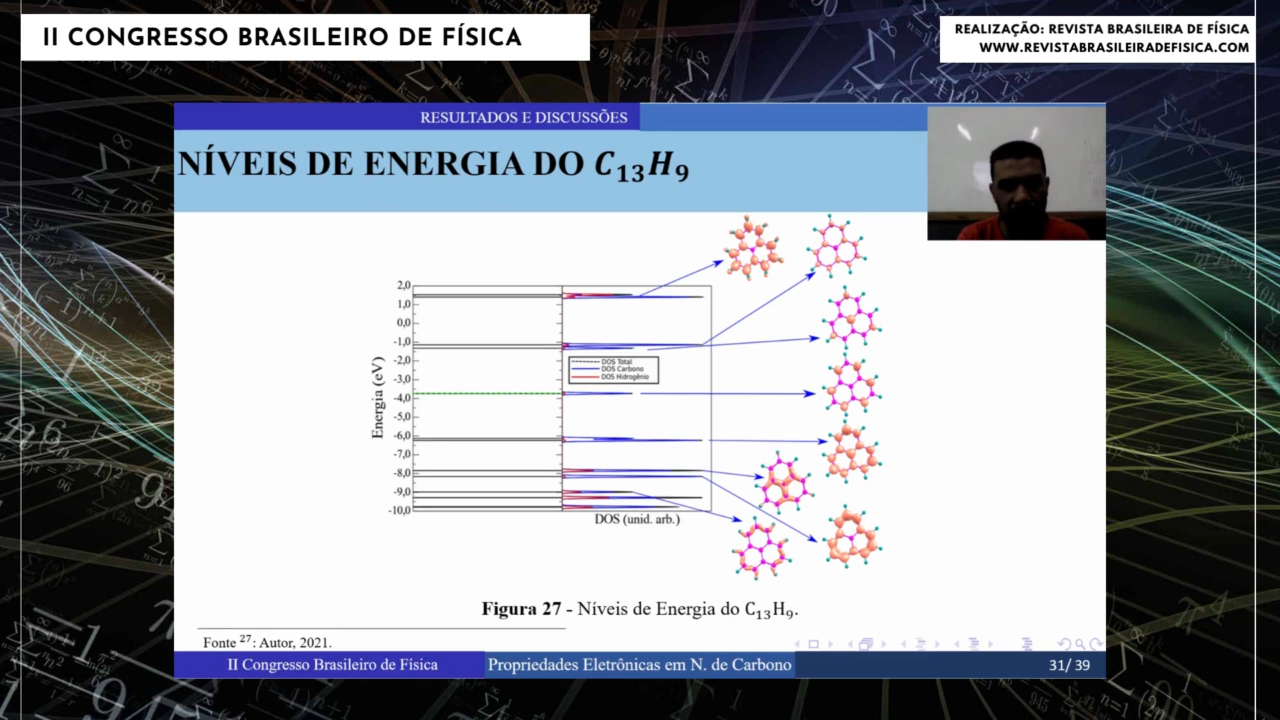 II CONGRESSO BRASILEIRO DE FÍSICA
REALIZAÇÃO: REVISTA BRASILEIRA DE FÍSICA
WWW.REVISTABRASILEIRADEFISICA.COM
RESULTADOS E DISCUSSÕES
NÍVEIS DE ENERGIA DO C₁₃H₉
2,0
1,0
0,0
-1,0
-2,0
-3,0
-4,0
-5,0
-6,0
-7,0
-8,0
-9,0
-10,0
Energia (eV)
DOS Total
DOS Carbono
DOS Hidrogênio
DOS (unid. arb.)
Figura 27 - Níveis de Energia do C₁₃H₉.
Fonte ²⁷: Autor, 2021.
II Congresso Brasileiro de Física
Propriedades Eletrônicas em N. de Carbono
31/ 39